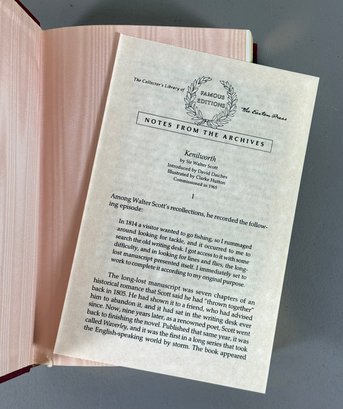 The Collector's Library of
FAMOUS
EDITIONS
The Easton Press
NOTES FROM THE ARCHIVES
Kenilworth
by Sir Walter Scott
Introduced by David Daiches
Illustrated by Clarke Hutton
Commissioned in 1965
1
Among Walter Scott's recollections, he recorded the follow-
ing episode:
In 1814 a visitor wanted to go fishing, so I rummaged
around looking for tackle, and it occurred to me to
search the old writing desk. I got access to it with some
difficulty, and in looking for lines and flies, the long-
lost manuscript presented itself. I immediately set to
work to complete it according to my original purpose.
The long-lost manuscript was seven chapters of an
historical romance that Scott said he had "thrown together"
back in 1805. He had shown it to a friend, who had advised
him to abandon it, and it had sat in the writing desk ever
since. Now, nine years later, as a renowned poet, Scott went
back to finishing the novel. Published that same year, it was
called Waverley, and it was the first in a long series that took
the English-speaking world by storm. The book appeared